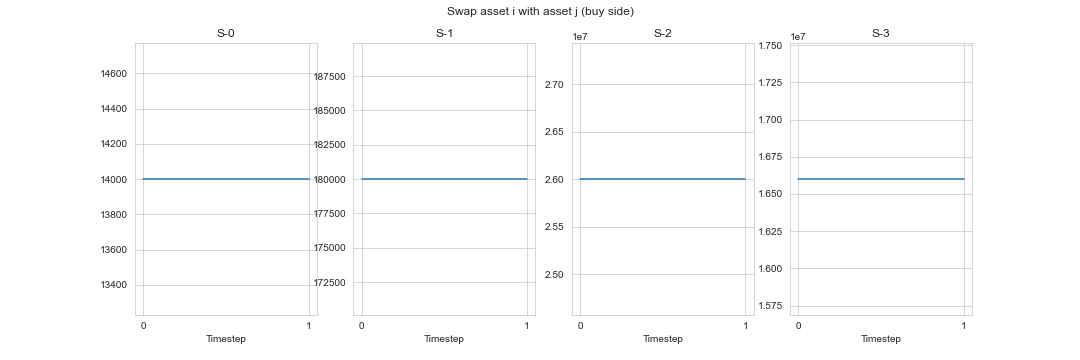 Swap asset i with asset j (buy side)
S-0
14600
14400
14200
14000
13800
13600
13400
0 1
Timestep
S-1
187500
185000
182500
180000
177500
175000
172500
0 1
Timestep
S-2
1e7
2.70
2.65
2.60
2.55
2.50
0 1
Timestep
S-3
1e7
1.750
1.725
1.700
1.675
1.650
1.625
1.600
1.575
0 1
Timestep